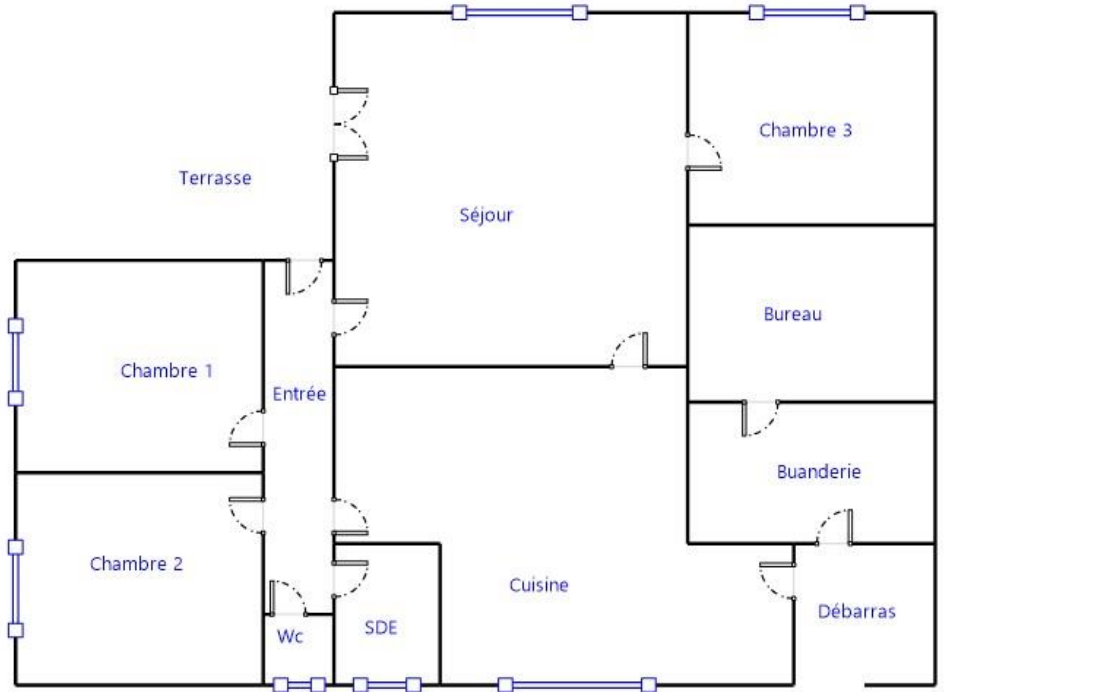 Chambre 3
Terrasse
Séjour
Bureau
Chambre 1
Entrée
Buanderie
Chambre 2
Cuisine
Débarras
SDE
Wc